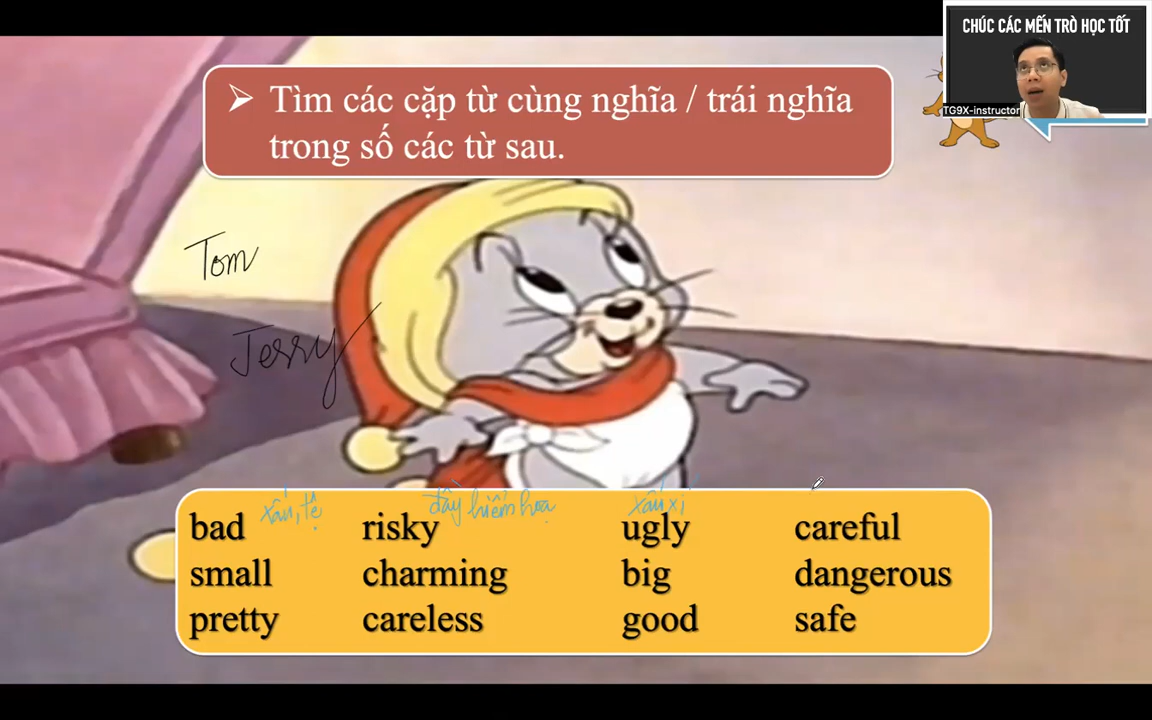 CHÚC CÁC MẾN TRÒ HỌC TỐT
TG9X-instructor
➢ Tìm các cặp từ cùng nghĩa / trái nghĩa
trong số các từ sau.
Tom
Jerry
xấu, tệ đầy hiểm họa xấu xí
bad risky ugly careful
small charming big dangerous
pretty careless good safe